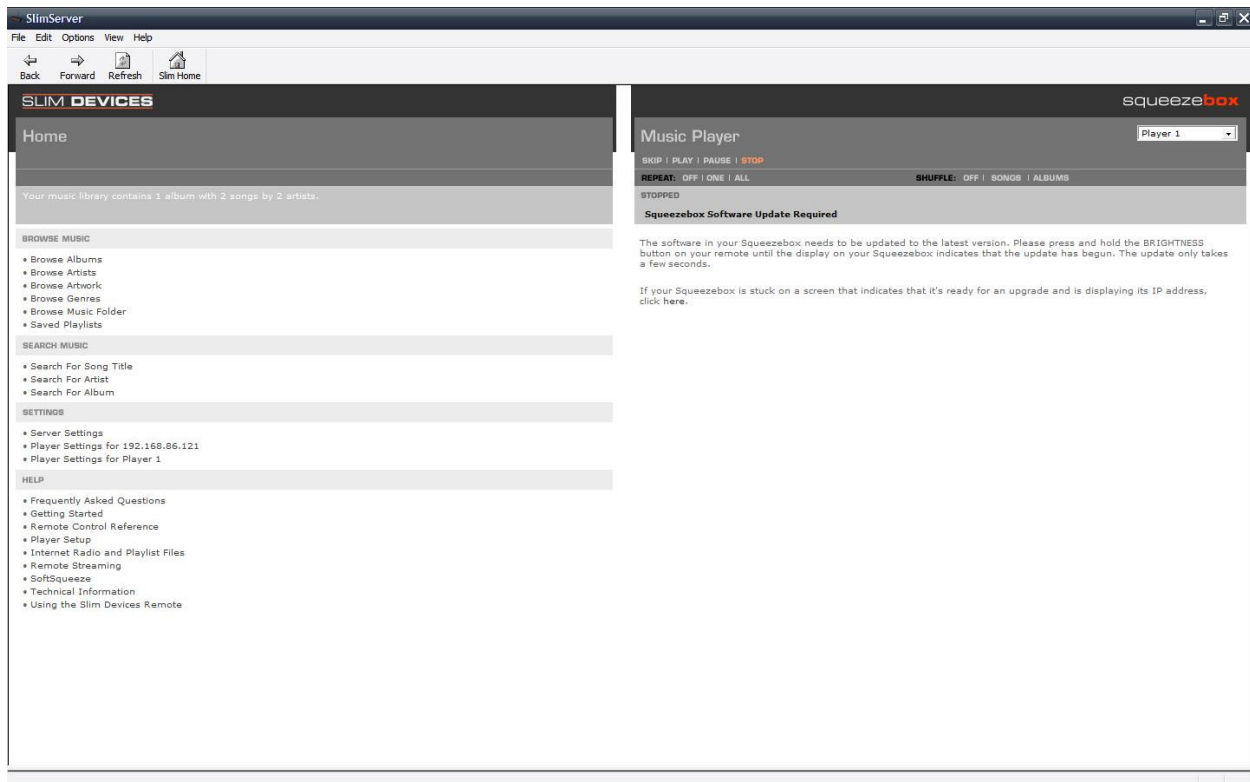 SlimServer
File Edit Options View Help
Back Forward Refresh Slim Home
SLIM DEVICES
Home
Your music library contains 1 album with 2 songs by 2 artists.
BROWSE MUSIC
• Browse Albums
• Browse Artists
• Browse Artwork
• Browse Genres
• Browse Music Folder
• Saved Playlists
SEARCH MUSIC
• Search For Song Title
• Search For Artist
• Search For Album
SETTINGS
• Server Settings
• Player Settings for 192.168.86.121
• Player Settings for Player 1
HELP
• Frequently Asked Questions
• Getting Started
• Remote Control Reference
• Player Setup
• Internet Radio and Playlist Files
• Remote Streaming
• SoftSqueeze
• Technical Information
• Using the Slim Devices Remote
squeezebox
Music Player
Player 1
SKIP | PLAY | PAUSE | STOP
REPEAT: OFF | ONE | ALL SHUFFLE: OFF | SONGS | ALBUMS
STOPPED
Squeezebox Software Update Required
The software in your Squeezebox needs to be updated to the latest version. Please press and hold the BRIGHTNESS
button on your remote until the display on your Squeezebox indicates that the update has begun. The update only takes
a few seconds.
If your Squeezebox is stuck on a screen that indicates that it's ready for an upgrade and is displaying its IP address,
click here.